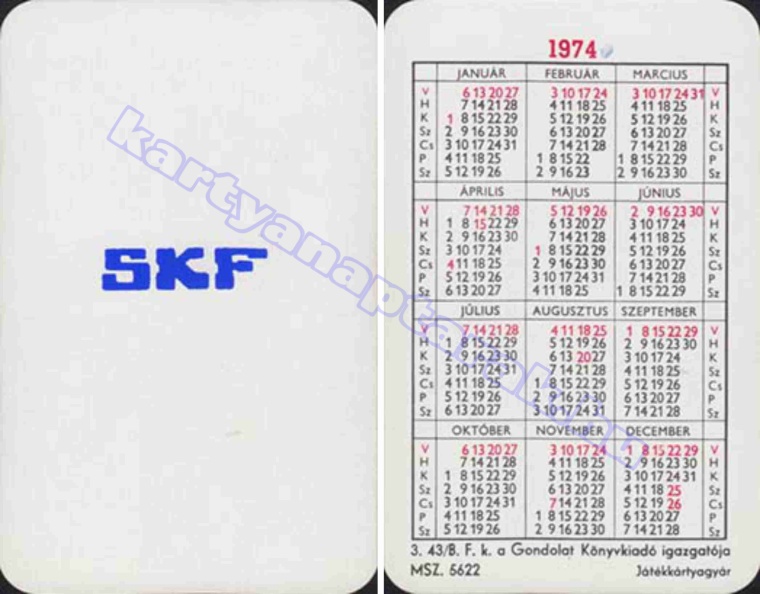 SKF
kartyanaptarak.hu
1974
JANUÁR FEBRUÁR MÁRCIUS
V 6 13 20 27 3 10 17 24 3 10 17 24 31 V
H 7 14 21 28 4 11 18 25 4 11 18 25 H
K 1 8 15 22 29 5 12 19 26 5 12 19 26 K
Sz 2 9 16 23 30 6 13 20 27 6 13 20 27 Sz
Cs 3 10 17 24 31 7 14 21 28 7 14 21 28 Cs
P 4 11 18 25 1 8 15 22 1 8 15 22 29 P
Sz 5 12 19 26 2 9 16 23 2 9 16 23 30 Sz
ÁPRILIS MÁJUS JÚNIUS
V 7 14 21 28 5 12 19 26 2 9 16 23 30 V
H 1 8 15 22 29 6 13 20 27 3 10 17 24 H
K 2 9 16 23 30 7 14 21 28 4 11 18 25 K
Sz 3 10 17 24 1 8 15 22 29 5 12 19 26 Sz
Cs 4 11 18 25 2 9 16 23 30 6 13 20 27 Cs
P 5 12 19 26 3 10 17 24 31 7 14 21 28 P
Sz 6 13 20 27 4 11 18 25 1 8 15 22 29 Sz
JÚLIUS AUGUSZTUS SZEPTEMBER
V 7 14 21 28 4 11 18 25 1 8 15 22 29 V
H 1 8 15 22 29 5 12 19 26 2 9 16 23 30 H
K 2 9 16 23 30 6 13 20 27 3 10 17 24 K
Sz 3 10 17 24 31 7 14 21 28 4 11 18 25 Sz
Cs 4 11 18 25 1 8 15 22 29 5 12 19 26 Cs
P 5 12 19 26 2 9 16 23 30 6 13 20 27 P
Sz 6 13 20 27 3 10 17 24 31 7 14 21 28 Sz
OKTÓBER NOVEMBER DECEMBER
V 6 13 20 27 3 10 17 24 1 8 15 22 29 V
H 7 14 21 28 4 11 18 25 2 9 16 23 30 H
K 1 8 15 22 29 5 12 19 26 3 10 17 24 31 K
Sz 2 9 16 23 30 6 13 20 27 4 11 18 25 Sz
Cs 3 10 17 24 31 7 14 21 28 5 12 19 26 Cs
P 4 11 18 25 1 8 15 22 29 6 13 20 27 P
Sz 5 12 19 26 2 9 16 23 30 7 14 21 28 Sz
3. 43/B. F. k. a Gondolat Könyvkiadó igazgatója
MSZ. 5622 Játékkártyagyár